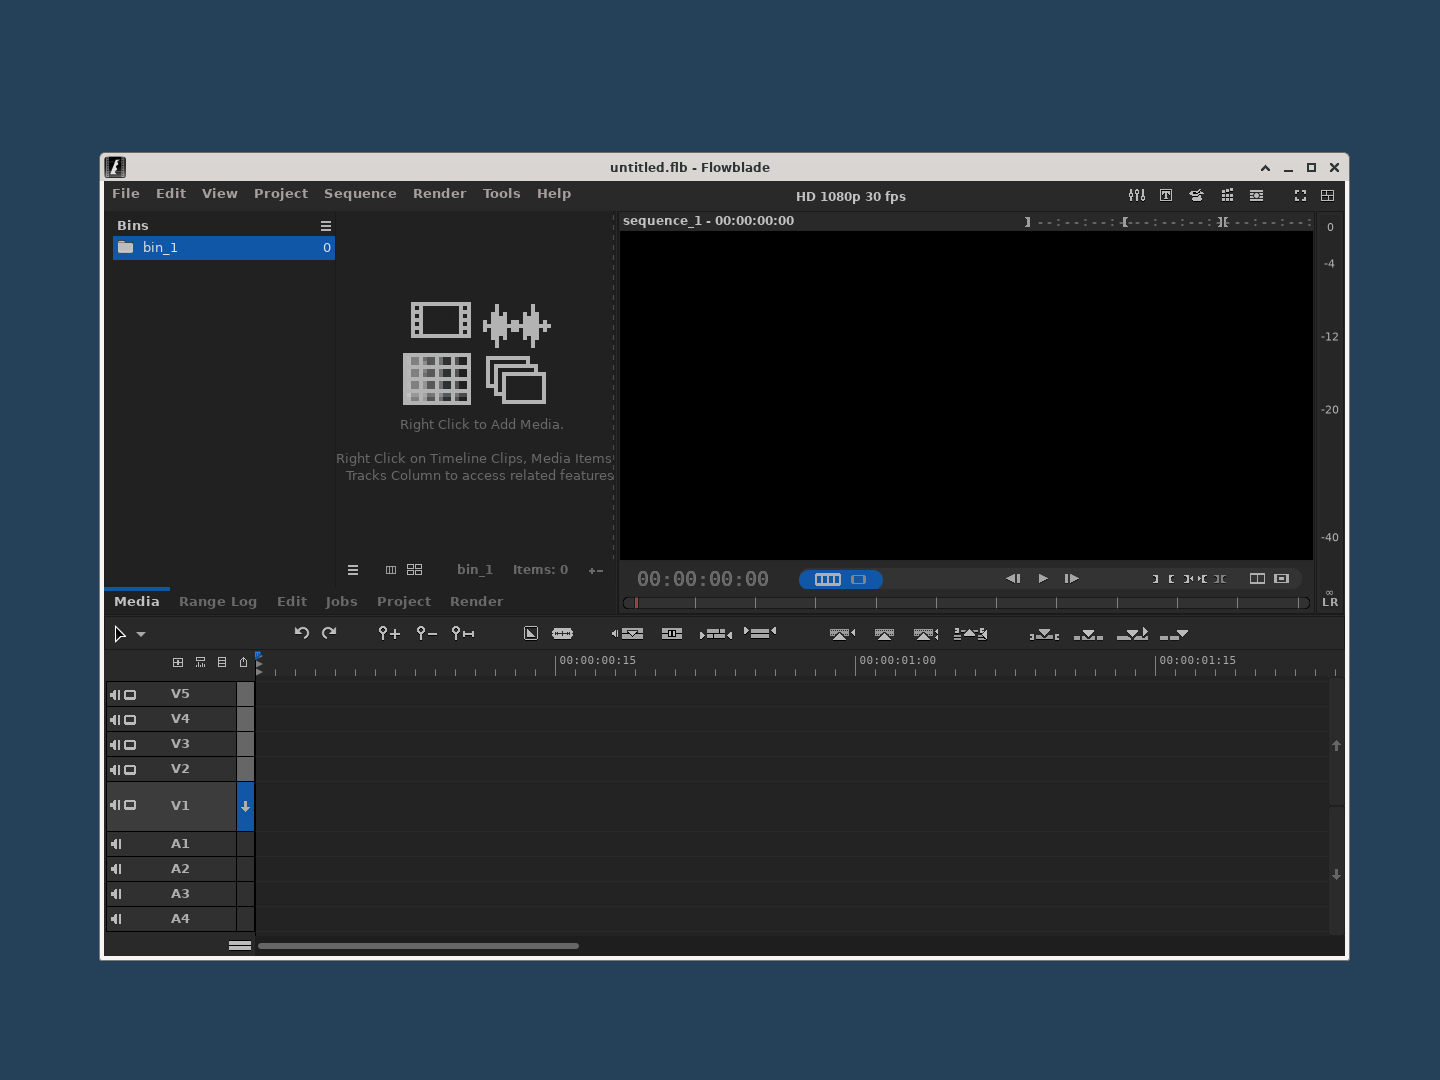 untitled.flb - Flowblade
File Edit View Project Sequence Render Tools Help
HD 1080p 30 fps
Bins
bin_1 0
Right Click to Add Media.
Right Click on Timeline Clips, Media Items
Tracks Column to access related features
bin_1 Items: 0
Media Range Log Edit Jobs Project Render
sequence_1 - 00:00:00:00
] --:--:--:--
[ --:--:--:--
][ --:--:--:--
00:00:00:00
0
-4
-12
-20
-40
∞
L R
00:00:00:15 00:00:01:00 00:00:01:15
V5
V4
V3
V2
V1
A1
A2
A3
A4